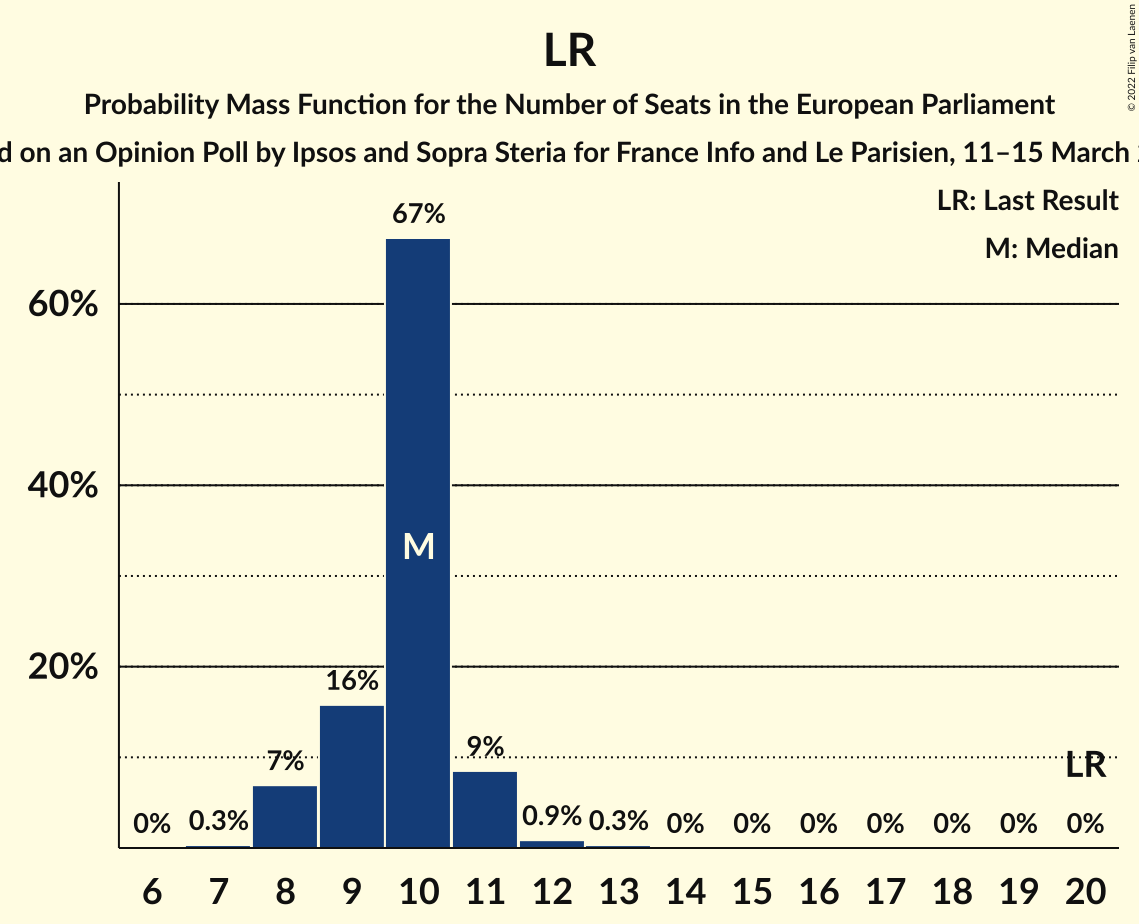 LR
Probability Mass Function for the Number of Seats in the European Parliament
on an Opinion Poll by Ipsos and Sopra Steria for France Info and Le Parisien, 11–15 March
LR: Last Result
M: Median
67%
60%
40%
M
20%
16%
9%
7%
LR
0% 0.3% 0.9% 0.3% 0% 0% 0% 0% 0% 0% 0%
6 7 8 9 10 11 12 13 14 15 16 17 18 19 20
© 2022 Filip van Laenen